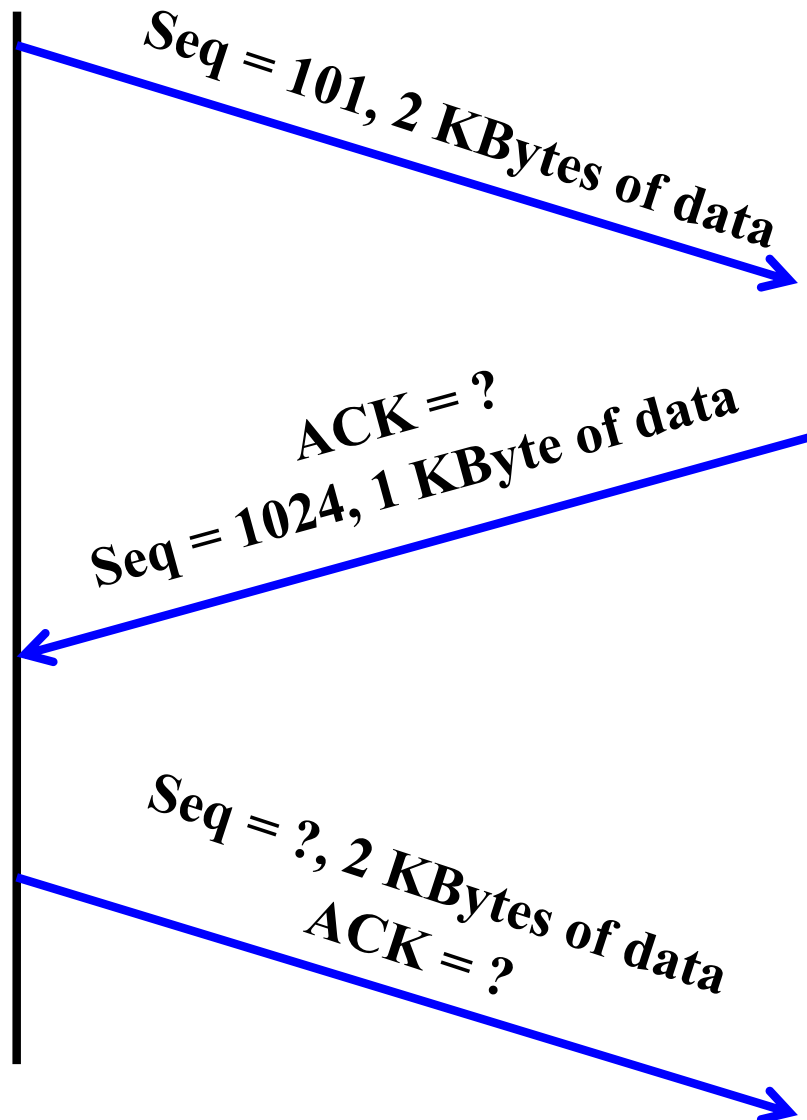 Seq = 101, 2 KBytes of data
ACK = ?
Seq = 1024, 1 KByte of data
Seq = ?, 2 KBytes of data
ACK = ?